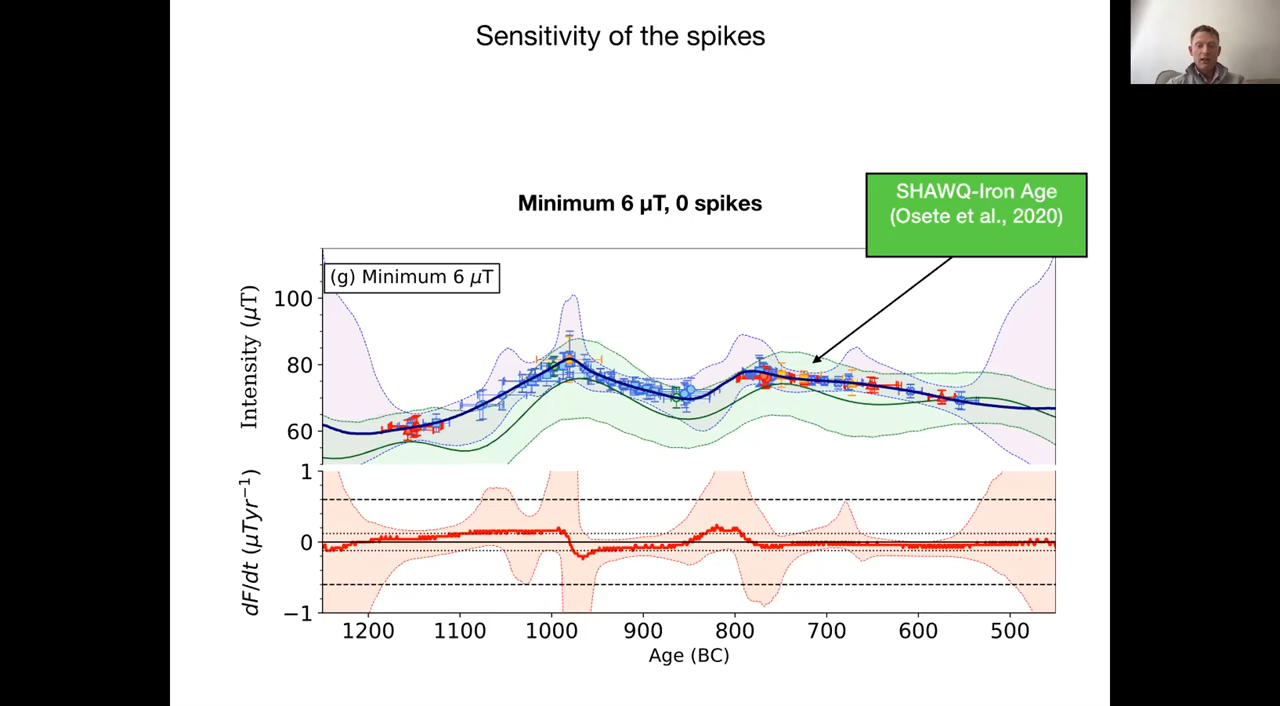 Sensitivity of the spikes
Minimum 6 µT, 0 spikes
SHAWQ-Iron Age
(Osete et al., 2020)
(g) Minimum 6 µT
Intensity (µT)
100
80
60
dF/dt (µTyr⁻¹)
1
0
−1
1200 1100 1000 900 800 700 600 500
Age (BC)